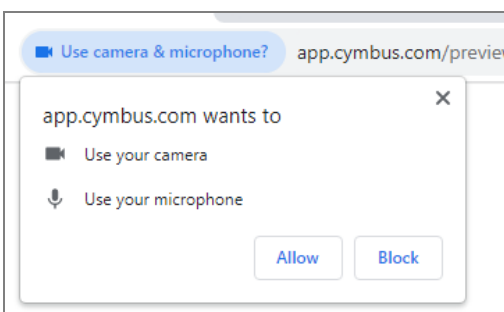 Use camera & microphone? app.cymbus.com/preview
app.cymbus.com wants to
Use your camera
Use your microphone
Allow Block